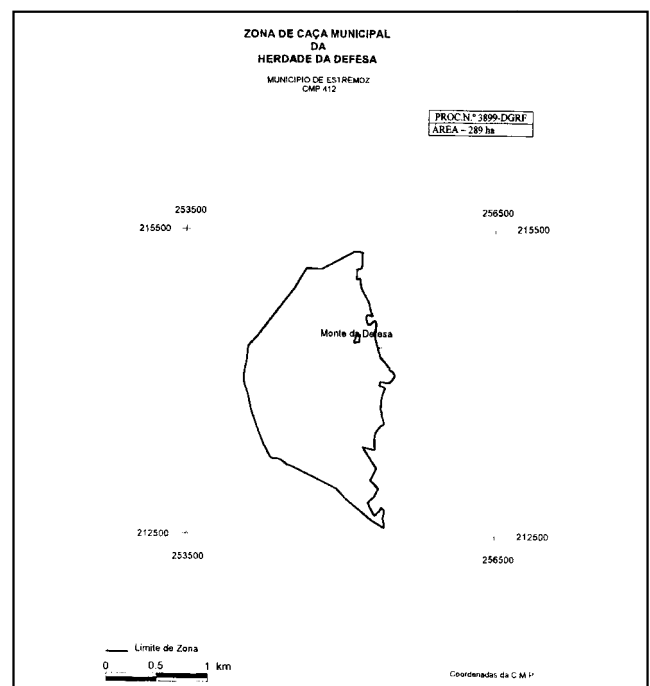 ZONA DE CAÇA MUNICIPAL
DA
HERDADE DA DEFESA
MUNICIPIO DE ESTREMOZ
CMP 412
PROC.N.º 3899-DGRF
ÁREA – 289 ha
253500
256500
215500
215500
Monte da Defesa
212500
212500
253500
256500
Limite de Zona
0 0.5 1 km
Coordenadas da C M P